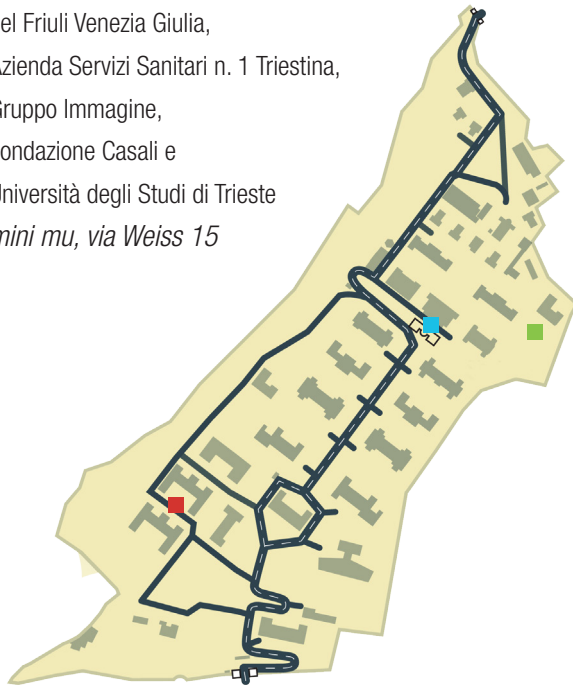 el Friuli Venezia Giulia,
zienda Servizi Sanitari n. 1 Triestina,
ruppo Immagine,
ondazione Casali e
niversità degli Studi di Trieste
mini mu, via Weiss 15